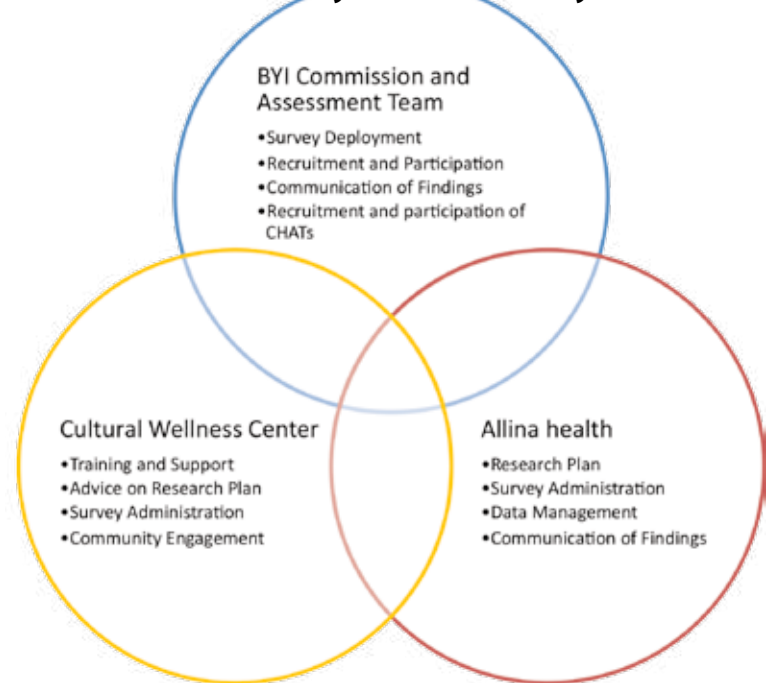 BYI Commission and
Assessment Team
•Survey Deployment
•Recruitment and Participation
•Communication of Findings
•Recruitment and participation of
CHATs
Cultural Wellness Center
•Training and Support
•Advice on Research Plan
•Survey Administration
•Community Engagement
Allina health
•Research Plan
•Survey Administration
•Data Management
•Communication of Findings